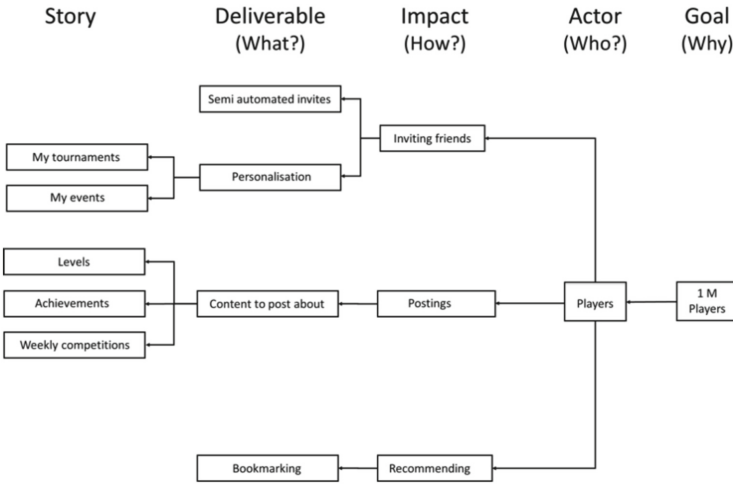 Story
Deliverable
(What?)
Impact
(How?)
Actor
(Who?)
Goal
(Why)
Semi automated invites
Inviting friends
My tournaments
Personalisation
My events
Levels
Achievements
Content to post about
Postings
Players
1 M
Players
Weekly competitions
Bookmarking
Recommending